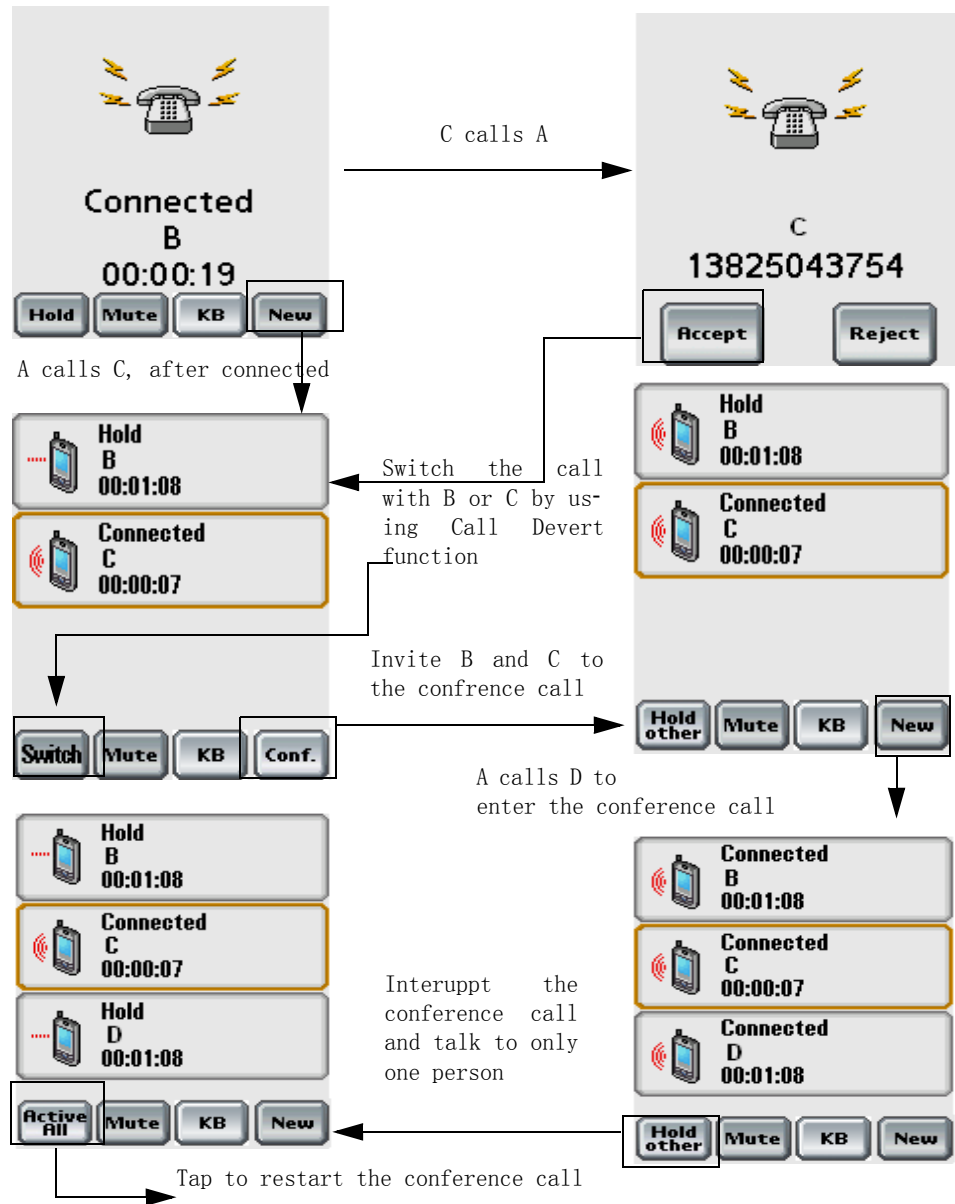 Connected
B
00:00:19
Hold Mute KB New
C calls A
C
13825043754
Accept Reject
A calls C, after connected
Hold
B
00:01:08
Connected
C
00:00:07
Switch Mute KB Conf.
Switch the call
with B or C by us-
ing Call Devert
function
Hold
B
00:01:08
Connected
C
00:00:07
Hold other Mute KB New
Invite B and C to
the confrence call
A calls D to
enter the conference call
Connected
B
00:01:08
Connected
C
00:00:07
Connected
D
00:01:08
Hold other Mute KB New
Interuppt the
conference call
and talk to only
one person
Hold
B
00:01:08
Connected
C
00:00:07
Hold
D
00:01:08
Active All Mute KB New
Tap to restart the conference call